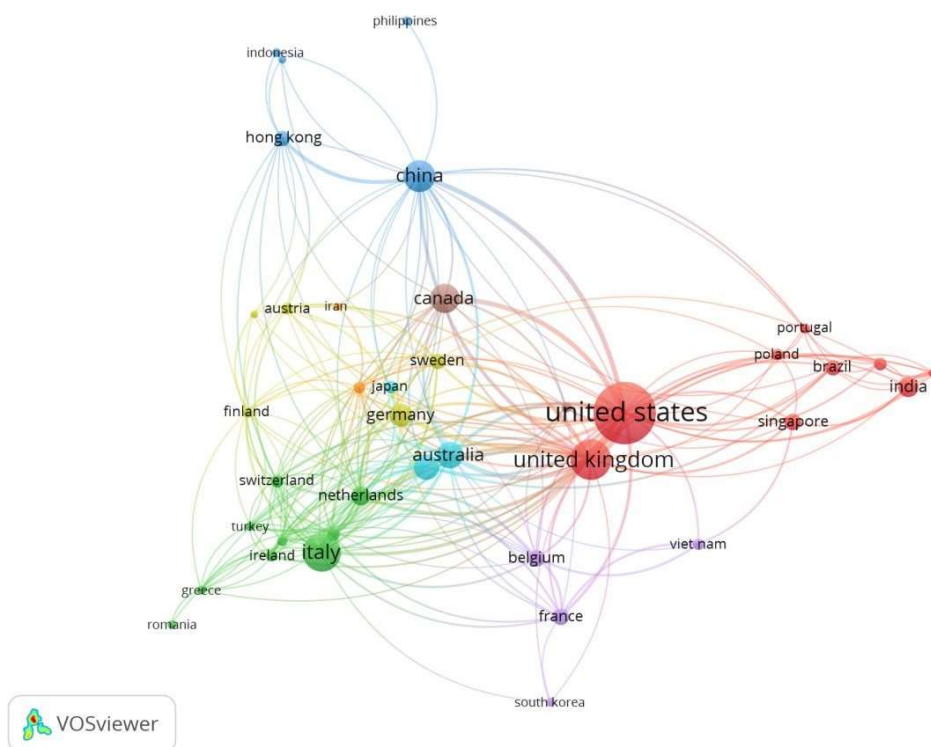 philippines
indonesia
hong kong
china
canada
austria
iran
portugal
sweden
poland
brazil
japan
india
finland
germany
united states
singapore
australia
united kingdom
switzerland
netherlands
turkey
ireland
italy
belgium
viet nam
greece
france
romania
south korea
VOSviewer